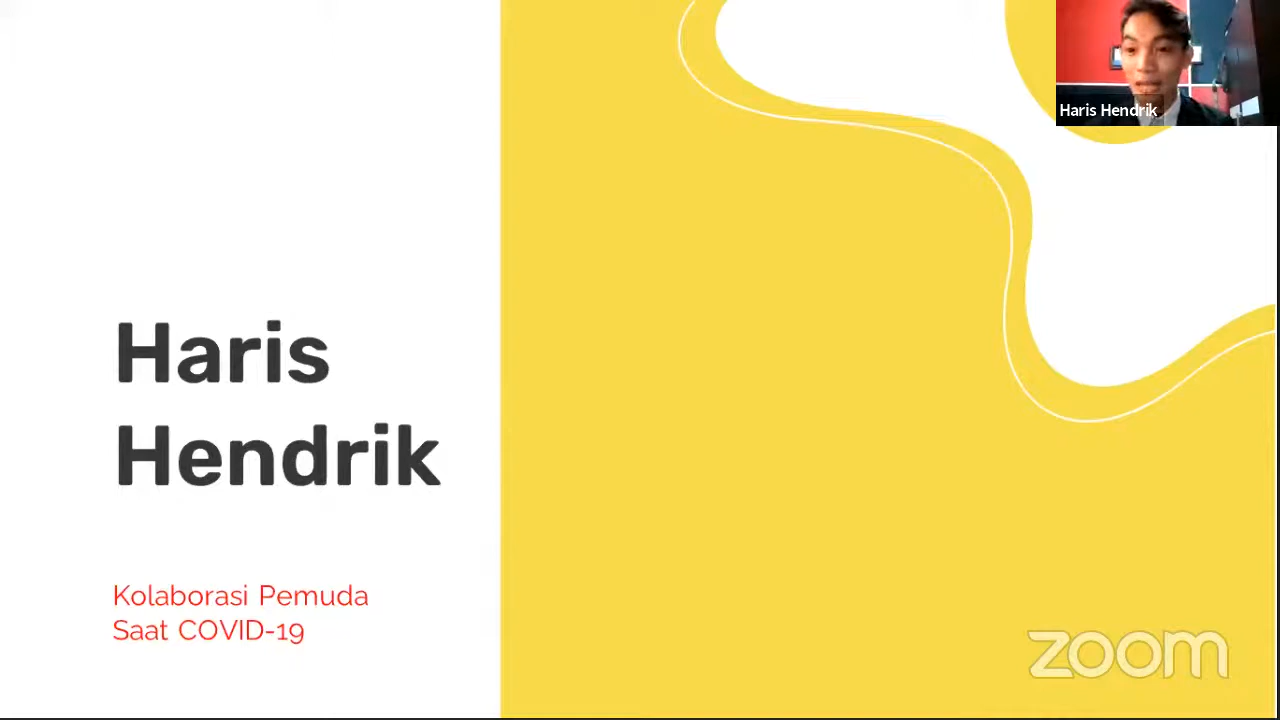 Haris Hendrik
Haris
Hendrik
Kolaborasi Pemuda
Saat COVID-19
zoom